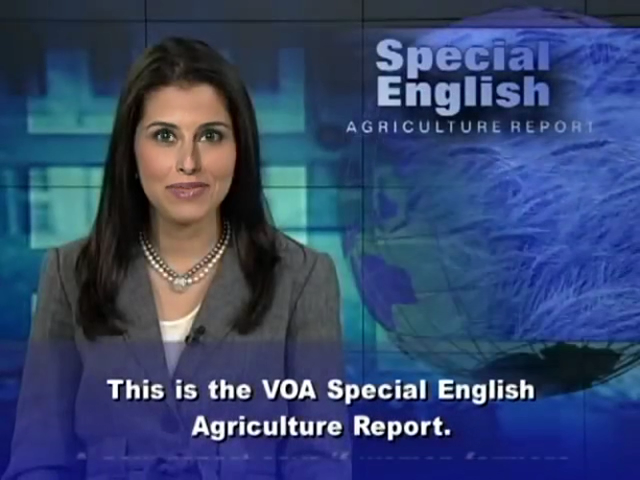 Special
English
AGRICULTURE REPORT
This is the VOA Special English
Agriculture Report.